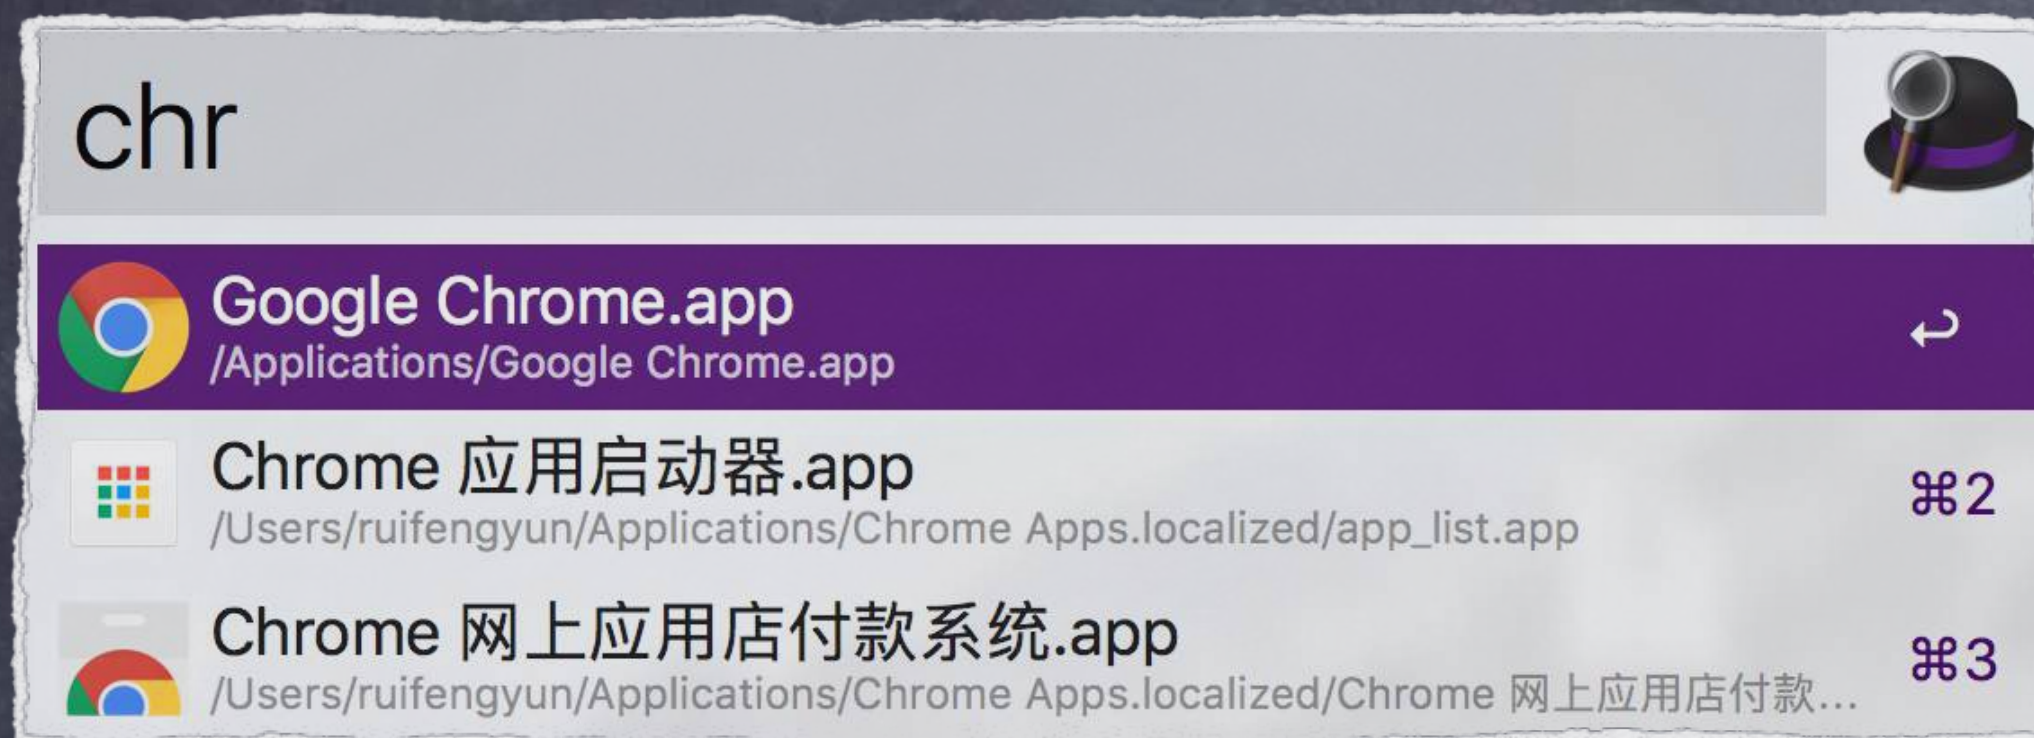 chr
Google Chrome.app
/Applications/Google Chrome.app
Chrome 应用启动器.app
/Users/ruifengyun/Applications/Chrome Apps.localized/app_list.app
⌘2
Chrome 网上应用店付款系统.app
/Users/ruifengyun/Applications/Chrome Apps.localized/Chrome 网上应用店付款...
⌘3